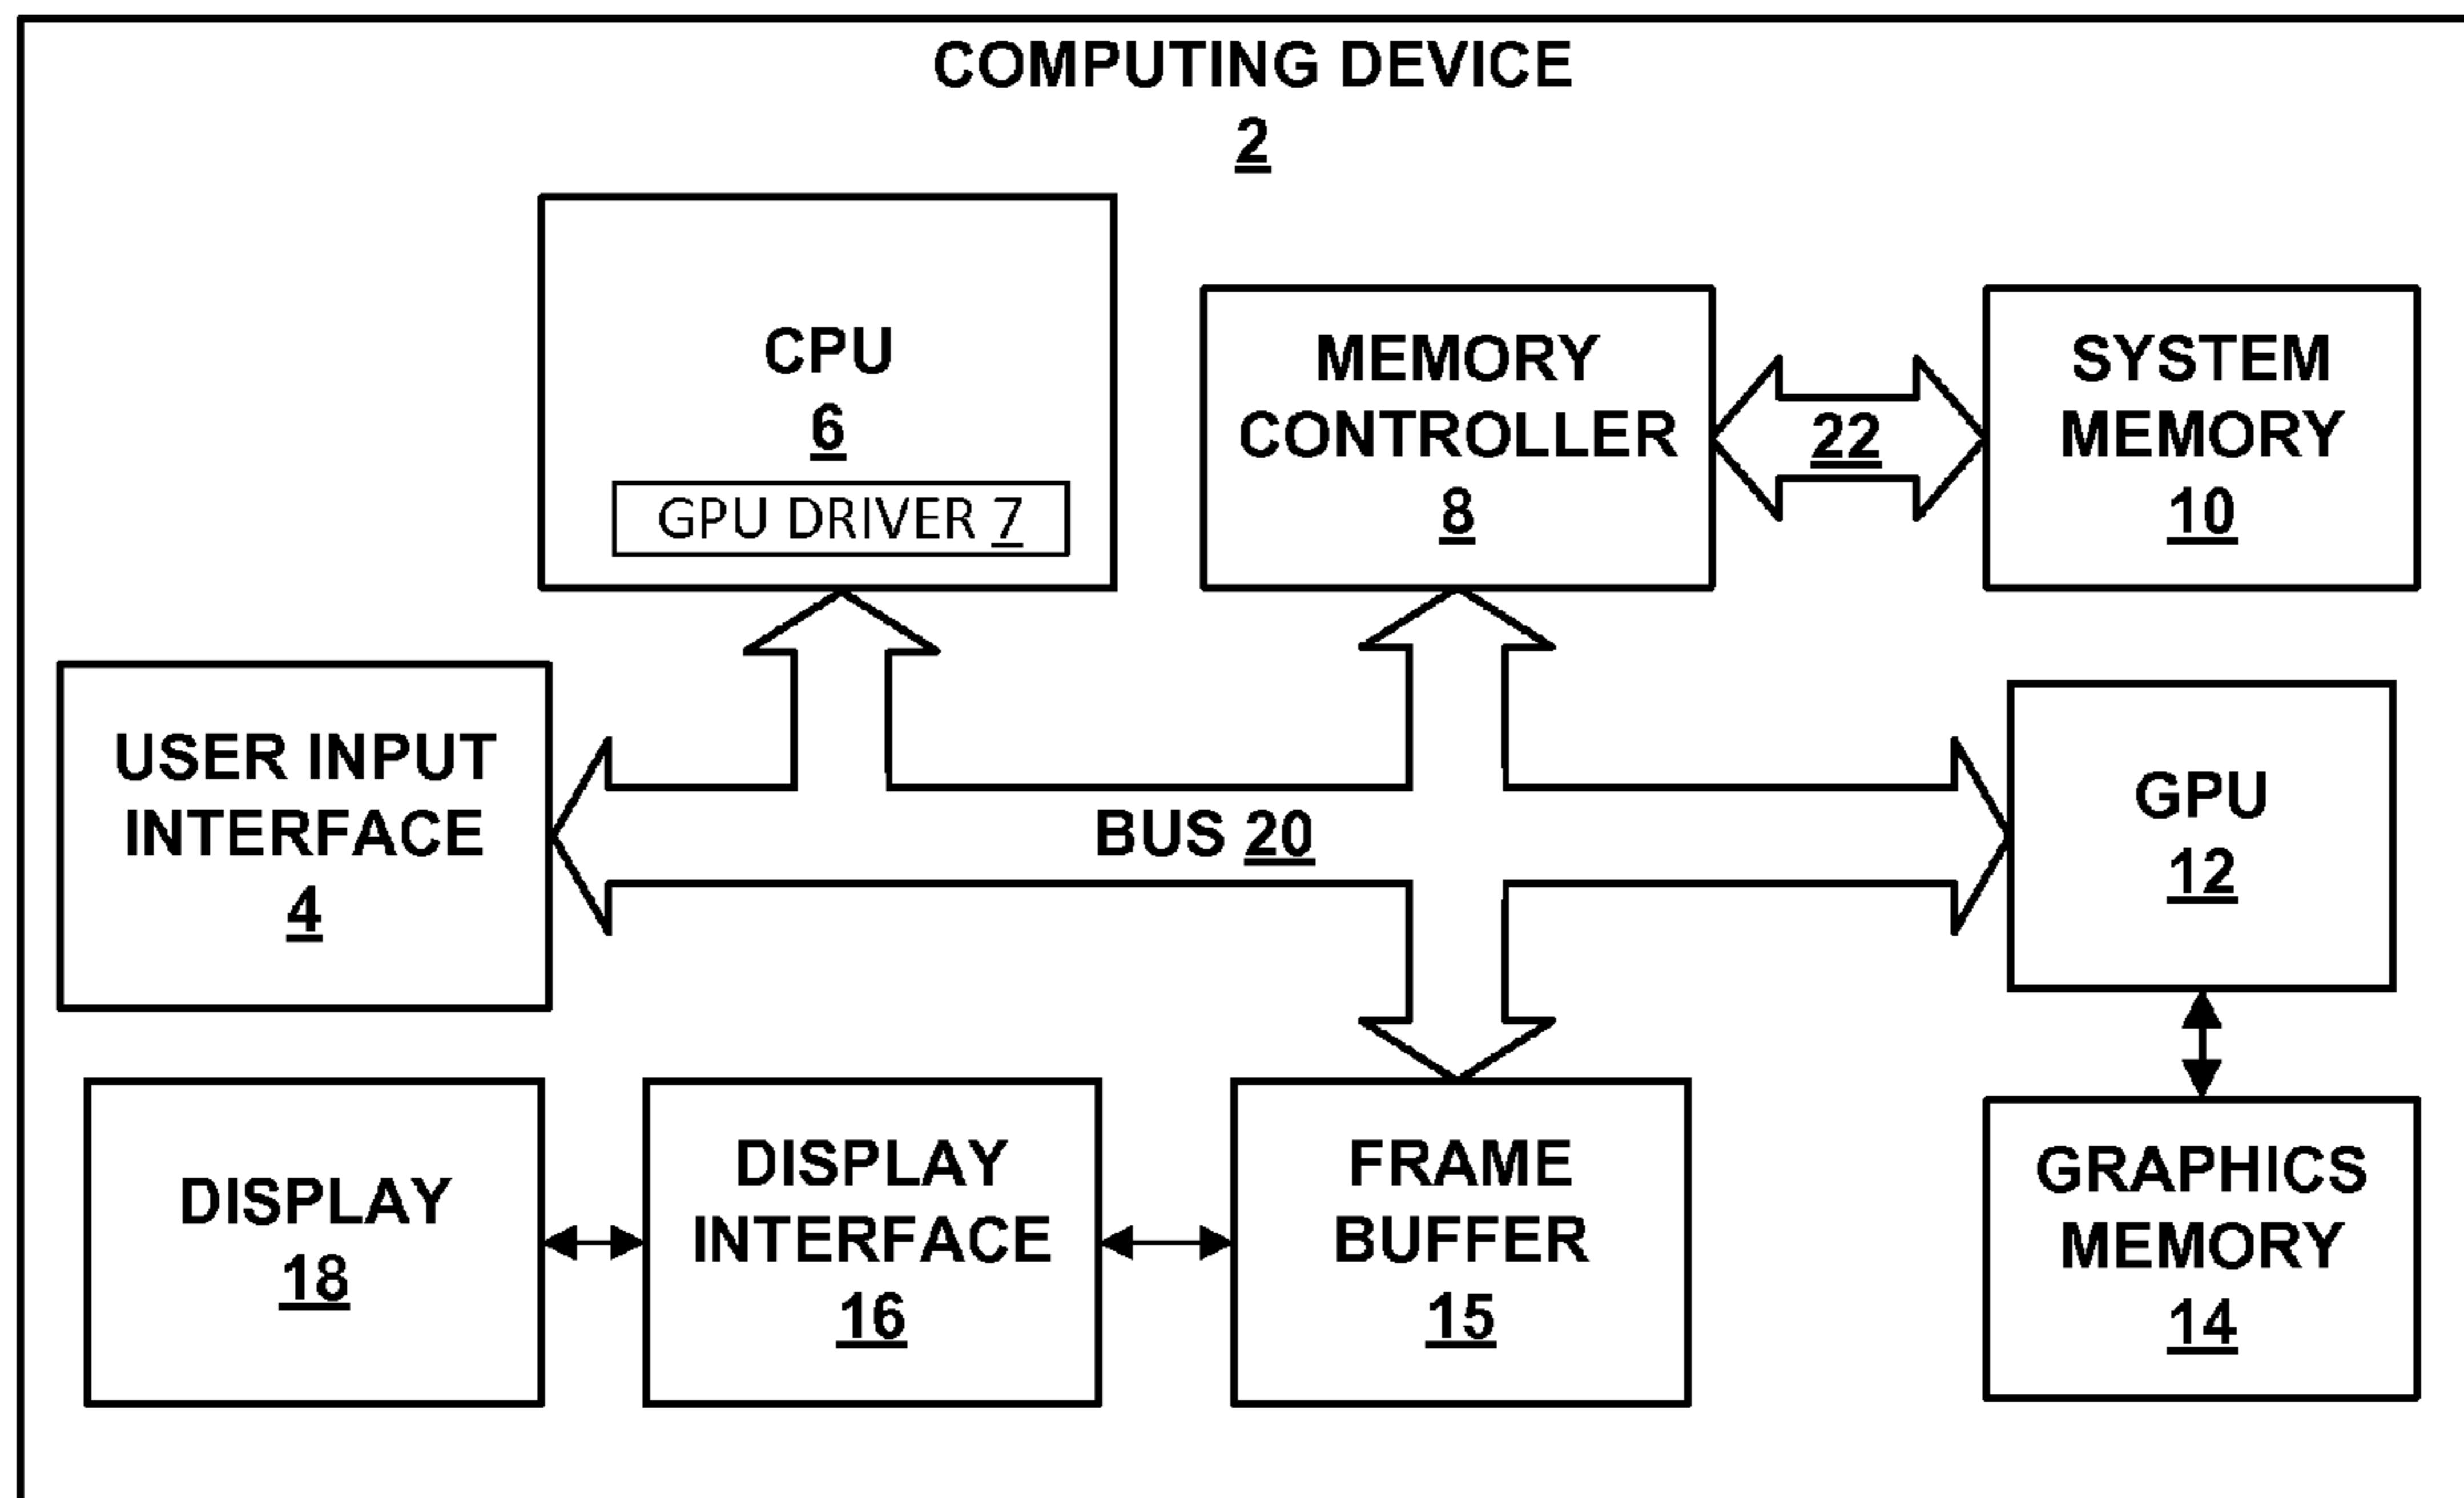 COMPUTING DEVICE
2
CPU
6
GPU DRIVER 7
MEMORY
CONTROLLER
8
22
SYSTEM
MEMORY
10
USER INPUT
INTERFACE
4
BUS 20
GPU
12
DISPLAY
18
DISPLAY
INTERFACE
16
FRAME
BUFFER
15
GRAPHICS
MEMORY
14